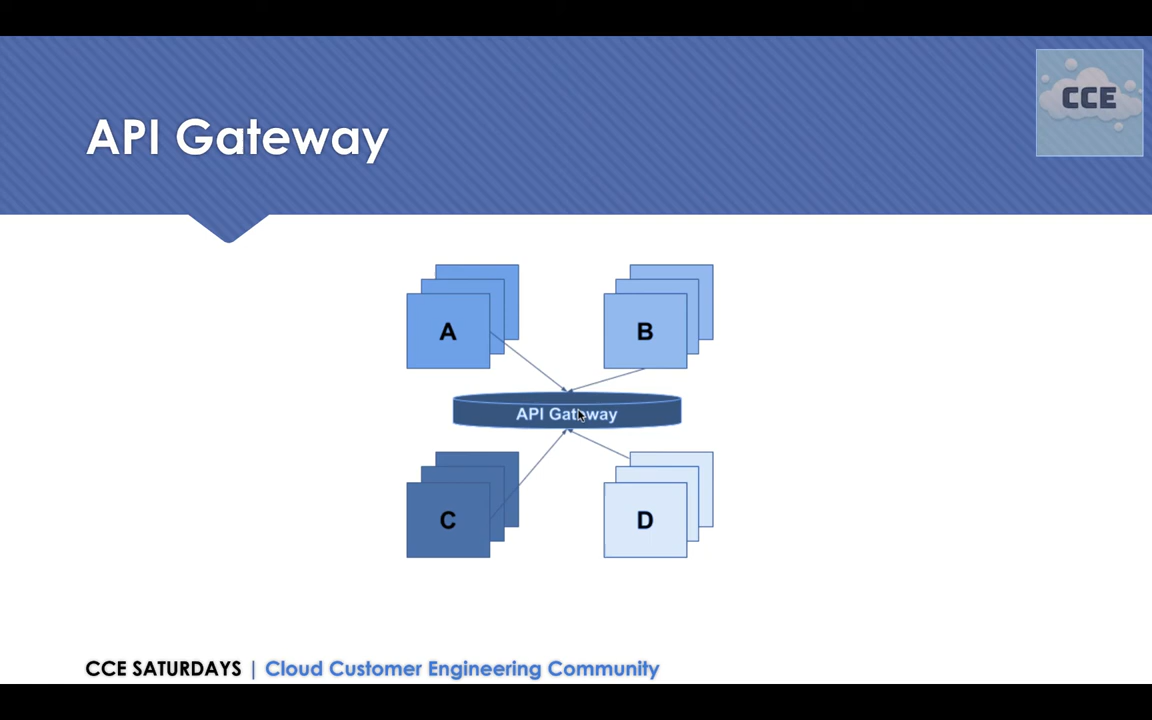 CCE
API Gateway
A
B
API Gateway
C
D
CCE SATURDAYS | Cloud Customer Engineering Community